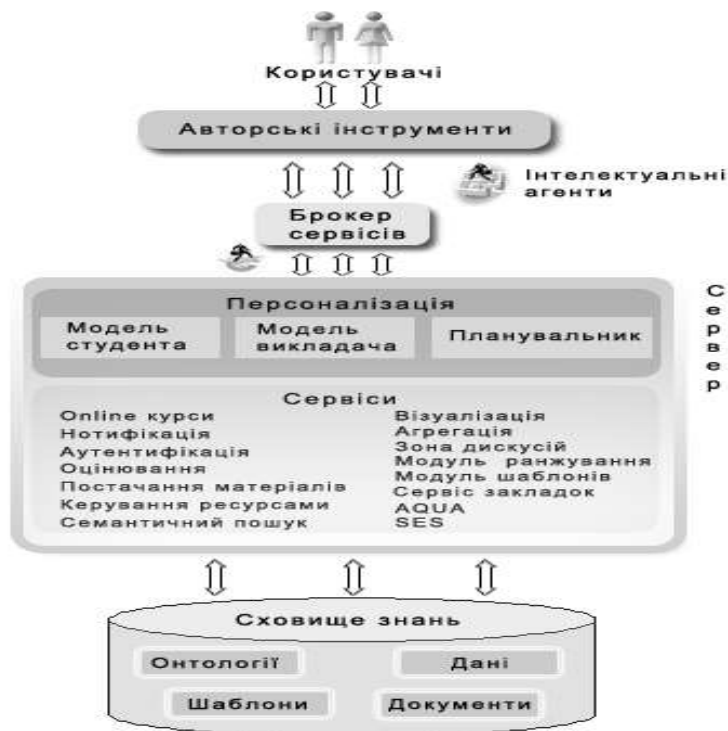 Користувачі
Авторські інструменти
Інтелектуальні
агенти
Брокер
сервісів
Сервер
Персоналізація
Модель
студента
Модель
викладача
Планувальник
Сервіси
Online курси
Нотифікація
Аутентифікація
Оцінювання
Постачання матеріалів
Керування ресурсами
Семантичний пошук
Візуалізація
Агрегація
Зона дискусій
Модуль ранжування
Модуль шаблонів
Сервіс закладок
AQUA
SES
Сховище знань
Онтології
Дані
Шаблони
Документи